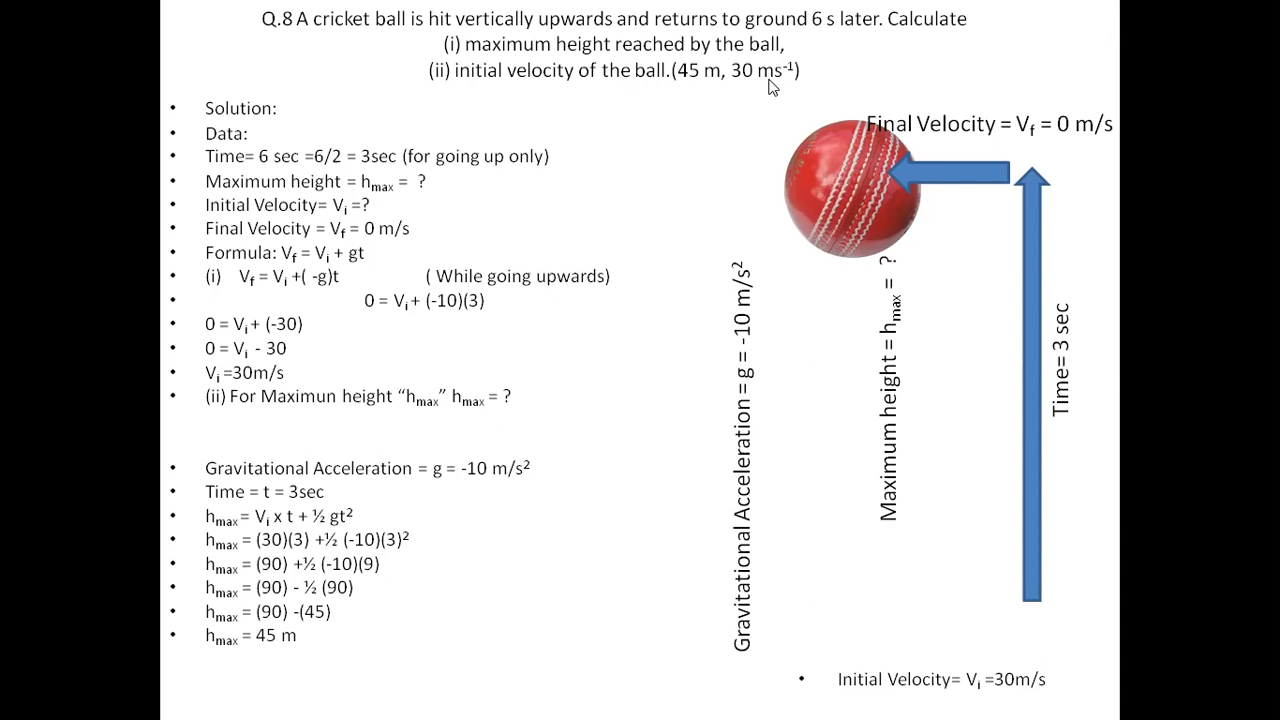 Q.8 A cricket ball is hit vertically upwards and returns to ground 6 s later. Calculate
(i) maximum height reached by the ball,
(ii) initial velocity of the ball.(45 m, 30 ms⁻¹)
• Solution:
• Data:
• Time= 6 sec =6/2 = 3sec (for going up only)
• Maximum height = hmax = ?
• Initial Velocity= Vi =?
• Final Velocity = Vf = 0 m/s
• Formula: Vf = Vi + gt
• (i) Vf = Vi +( -g)t ( While going upwards)
• 0 = Vi + (-10)(3)
• 0 = Vi + (-30)
• 0 = Vi - 30
• Vi =30m/s
• (ii) For Maximun height “hmax” hmax = ?
• Gravitational Acceleration = g = -10 m/s²
• Time = t = 3sec
• hmax = Vi x t + ½ gt²
• hmax = (30)(3) +½ (-10)(3)²
• hmax = (90) +½ (-10)(9)
• hmax = (90) - ½ (90)
• hmax = (90) -(45)
• hmax = 45 m
Final Velocity = Vf = 0 m/s
Gravitational Acceleration = g = -10 m/s²
Maximum height = hmax = ?
Time= 3 sec
• Initial Velocity= Vi =30m/s